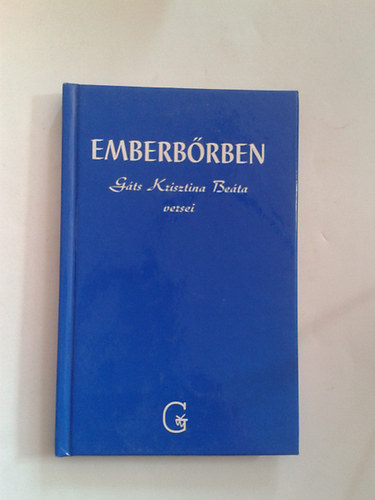 EMBERBŐRBEN
Gáts Krisztina Beáta
versei
G